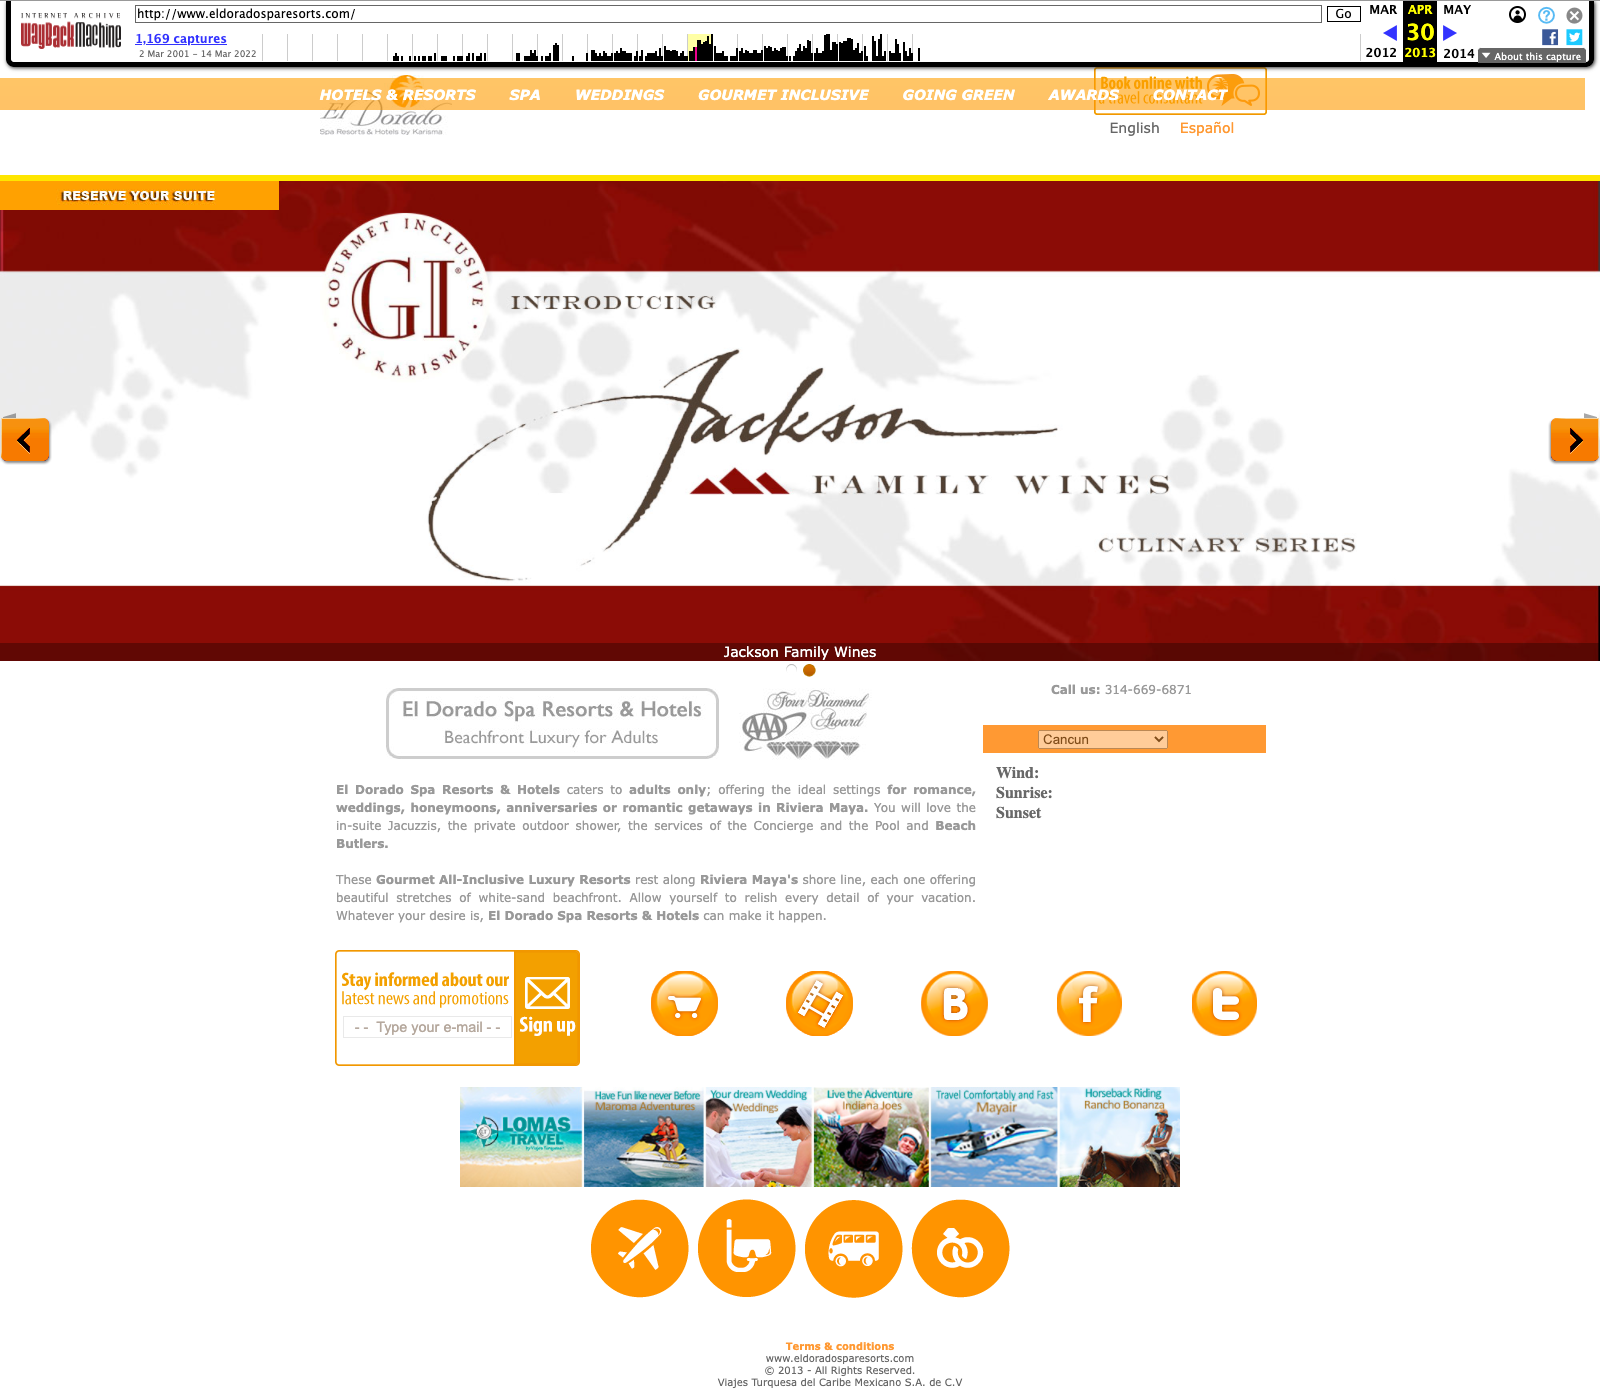 INTERNET ARCHIVE
WayBackMachine
http://www.eldoradosparesorts.com/
Go
1,169 captures
2 Mar 2001 – 14 Mar 2022
MAR
APR
MAY
30
2012
2013
2014
About this capture
Book online with
a travel consultant
HOTELS & RESORTS
SPA
WEDDINGS
GOURMET INCLUSIVE
GOING GREEN
AWARDS
CONTACT
El Dorado
Spa Resorts & Hotels by Karisma
English
Español
RESERVE YOUR SUITE
GOURMET INCLUSIVE
GI®
BY KARISMA
INTRODUCING
Jackson
FAMILY WINES
CULINARY SERIES
Jackson Family Wines
El Dorado Spa Resorts & Hotels
Beachfront Luxury for Adults
Four Diamond
Award
AAA
Call us: 314-669-6871
Cancun
Wind:
Sunrise:
Sunset
El Dorado Spa Resorts & Hotels caters to adults only; offering the ideal settings for romance,
weddings, honeymoons, anniversaries or romantic getaways in Riviera Maya. You will love the
in-suite Jacuzzis, the private outdoor shower, the services of the Concierge and the Pool and Beach
Butlers.
These Gourmet All-Inclusive Luxury Resorts rest along Riviera Maya's shore line, each one offering
beautiful stretches of white-sand beachfront. Allow yourself to relish every detail of your vacation.
Whatever your desire is, El Dorado Spa Resorts & Hotels can make it happen.
Stay informed about our
latest news and promotions
- - Type your e-mail - -
Sign up
B
f
t
LOMAS
TRAVEL
Have Fun like never Before
Maroma Adventures
Your dream Wedding
Weddings
Live the Adventure
Indiana Joes
Travel Comfortably and Fast
Mayair
Horseback Riding
Rancho Bonanza
Terms & conditions
www.eldoradosparesorts.com
© 2013 - All Rights Reserved.
Viajes Turquesa del Caribe Mexicano S.A. de C.V